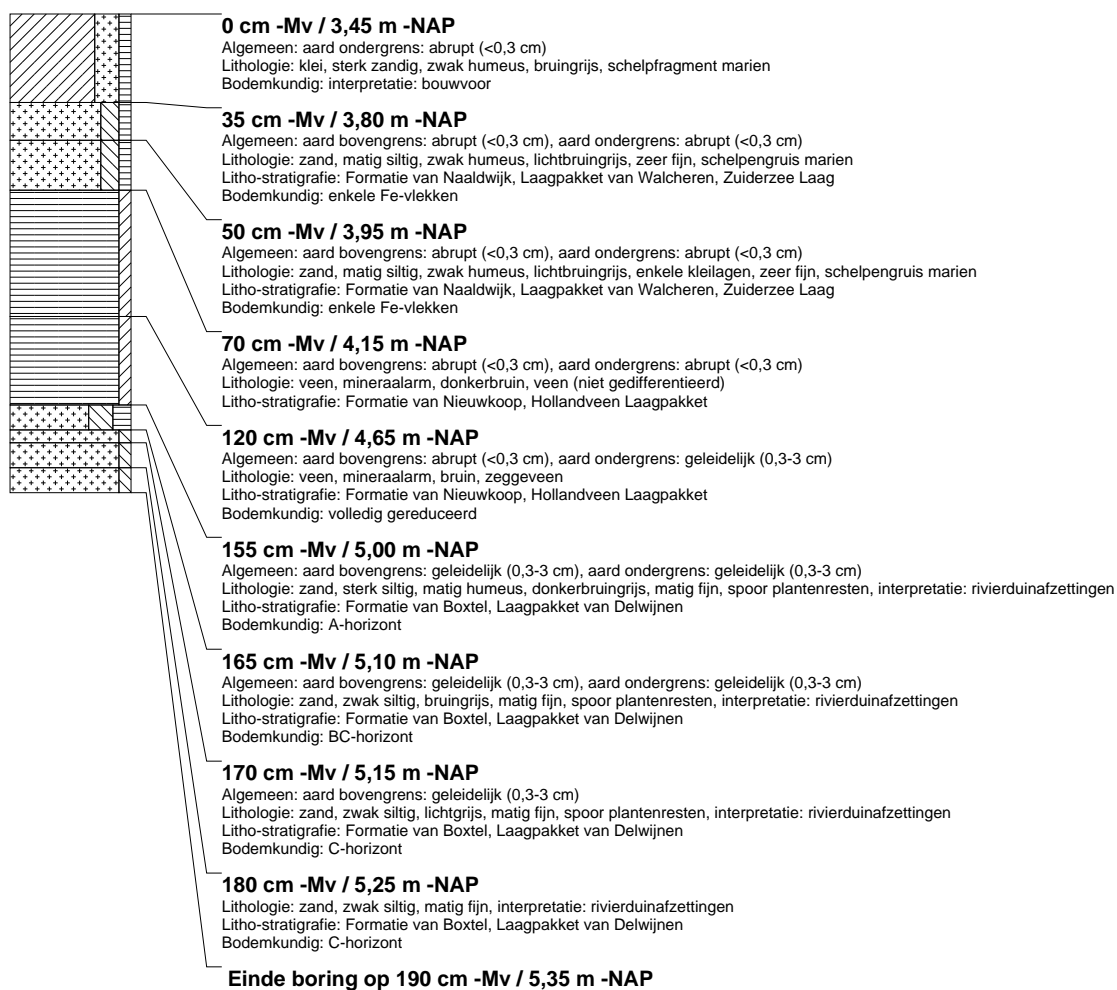 0 cm -Mv / 3,45 m -NAP
Algemeen: aard ondergrens: abrupt (<0,3 cm)
Lithologie: klei, sterk zandig, zwak humeus, bruingrijs, schelpfragment marien
Bodemkundig: interpretatie: bouwvoor
35 cm -Mv / 3,80 m -NAP
Algemeen: aard bovengrens: abrupt (<0,3 cm), aard ondergrens: abrupt (<0,3 cm)
Lithologie: zand, matig siltig, zwak humeus, lichtbruingrijs, zeer fijn, schelpengruis marien
Litho-stratigrafie: Formatie van Naaldwijk, Laagpakket van Walcheren, Zuiderzee Laag
Bodemkundig: enkele Fe-vlekken
50 cm -Mv / 3,95 m -NAP
Algemeen: aard bovengrens: abrupt (<0,3 cm), aard ondergrens: abrupt (<0,3 cm)
Lithologie: zand, matig siltig, zwak humeus, lichtbruingrijs, enkele kleilagen, zeer fijn, schelpengruis marien
Litho-stratigrafie: Formatie van Naaldwijk, Laagpakket van Walcheren, Zuiderzee Laag
Bodemkundig: enkele Fe-vlekken
70 cm -Mv / 4,15 m -NAP
Algemeen: aard bovengrens: abrupt (<0,3 cm), aard ondergrens: abrupt (<0,3 cm)
Lithologie: veen, mineraalarm, donkerbruin, veen (niet gedifferentieerd)
Litho-stratigrafie: Formatie van Nieuwkoop, Hollandveen Laagpakket
120 cm -Mv / 4,65 m -NAP
Algemeen: aard bovengrens: abrupt (<0,3 cm), aard ondergrens: geleidelijk (0,3-3 cm)
Lithologie: veen, mineraalarm, bruin, zeggeveen
Litho-stratigrafie: Formatie van Nieuwkoop, Hollandveen Laagpakket
Bodemkundig: volledig gereduceerd
155 cm -Mv / 5,00 m -NAP
Algemeen: aard bovengrens: geleidelijk (0,3-3 cm), aard ondergrens: geleidelijk (0,3-3 cm)
Lithologie: zand, sterk siltig, matig humeus, donkerbruingrijs, matig fijn, spoor plantenresten, interpretatie: rivierduinafzettingen
Litho-stratigrafie: Formatie van Boxtel, Laagpakket van Delwijnen
Bodemkundig: A-horizont
165 cm -Mv / 5,10 m -NAP
Algemeen: aard bovengrens: geleidelijk (0,3-3 cm), aard ondergrens: geleidelijk (0,3-3 cm)
Lithologie: zand, zwak siltig, bruingrijs, matig fijn, spoor plantenresten, interpretatie: rivierduinafzettingen
Litho-stratigrafie: Formatie van Boxtel, Laagpakket van Delwijnen
Bodemkundig: BC-horizont
170 cm -Mv / 5,15 m -NAP
Algemeen: aard bovengrens: geleidelijk (0,3-3 cm)
Lithologie: zand, zwak siltig, lichtgrijs, matig fijn, spoor plantenresten, interpretatie: rivierduinafzettingen
Litho-stratigrafie: Formatie van Boxtel, Laagpakket van Delwijnen
Bodemkundig: C-horizont
180 cm -Mv / 5,25 m -NAP
Lithologie: zand, zwak siltig, matig fijn, interpretatie: rivierduinafzettingen
Litho-stratigrafie: Formatie van Boxtel, Laagpakket van Delwijnen
Bodemkundig: C-horizont
Einde boring op 190 cm -Mv / 5,35 m -NAP